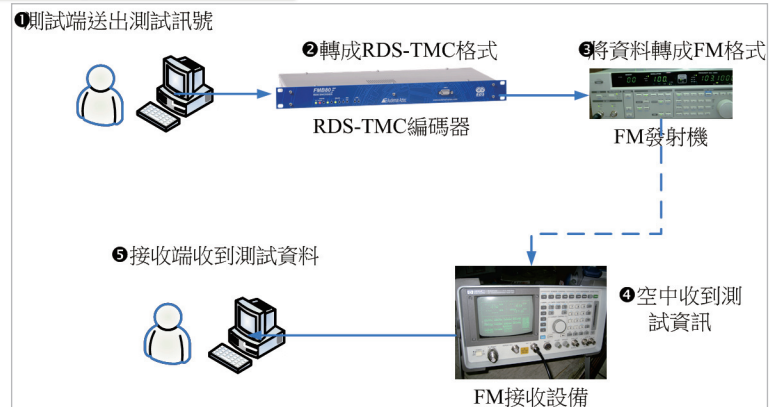 ❶測試端送出測試訊號
❷轉成RDS-TMC格式
❸將資料轉成FM格式
FMB80
RDS-TMC編碼器
FM發射機
❺接收端收到測試資料
❹空中收到測
試資訊
FM接收設備